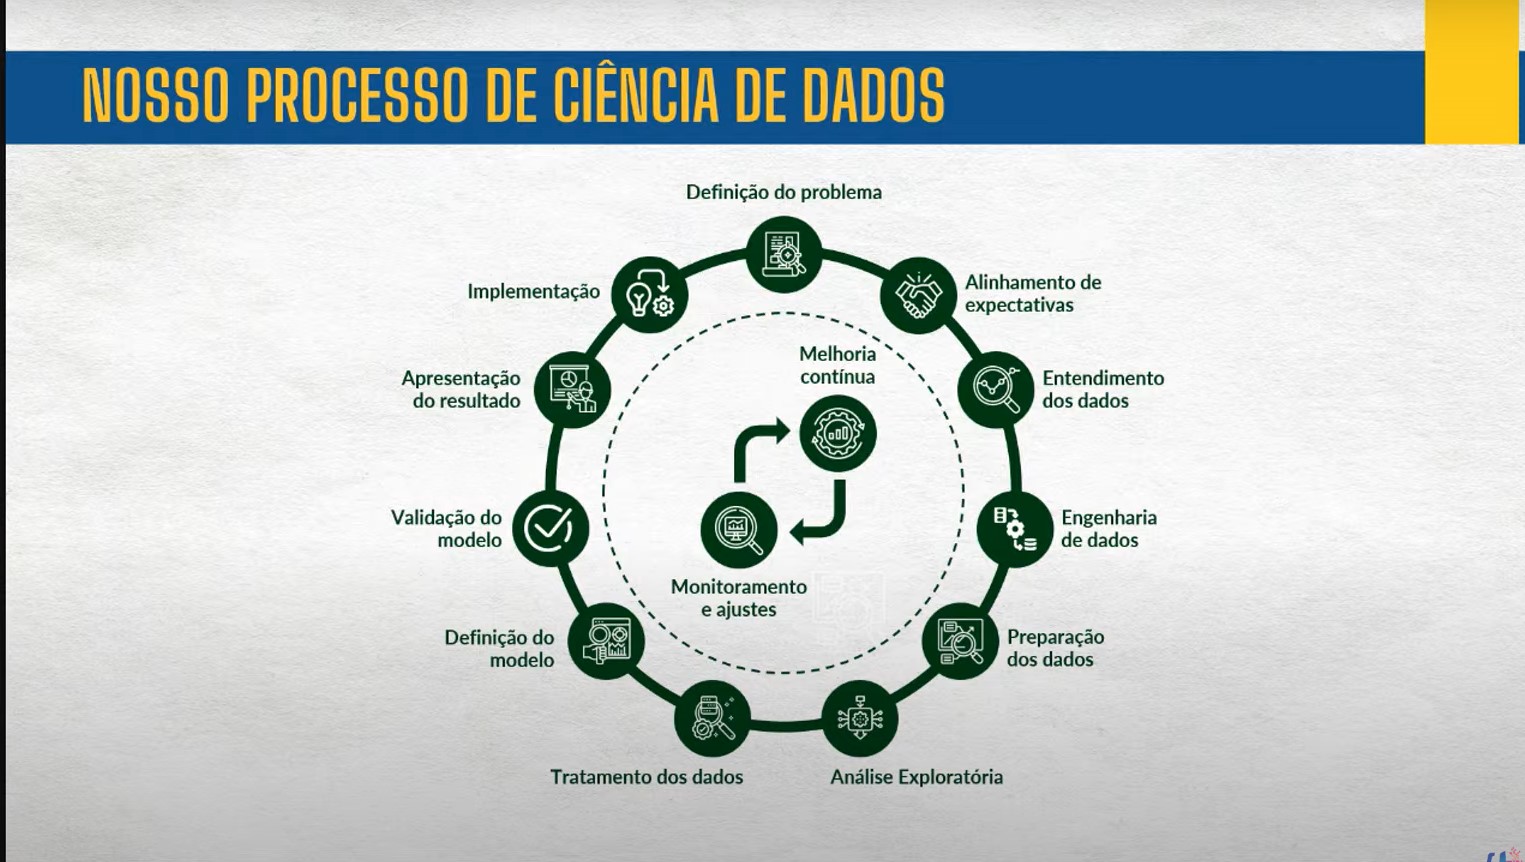 NOSSO PROCESSO DE CIÊNCIA DE DADOS
Definição do problema
Alinhamento de
expectativas
Entendimento
dos dados
Engenharia
de dados
Preparação
dos dados
Análise Exploratória
Tratamento dos dados
Definição do
modelo
Validação do
modelo
Apresentação
do resultado
Implementação
Melhoria
contínua
Monitoramento
e ajustes